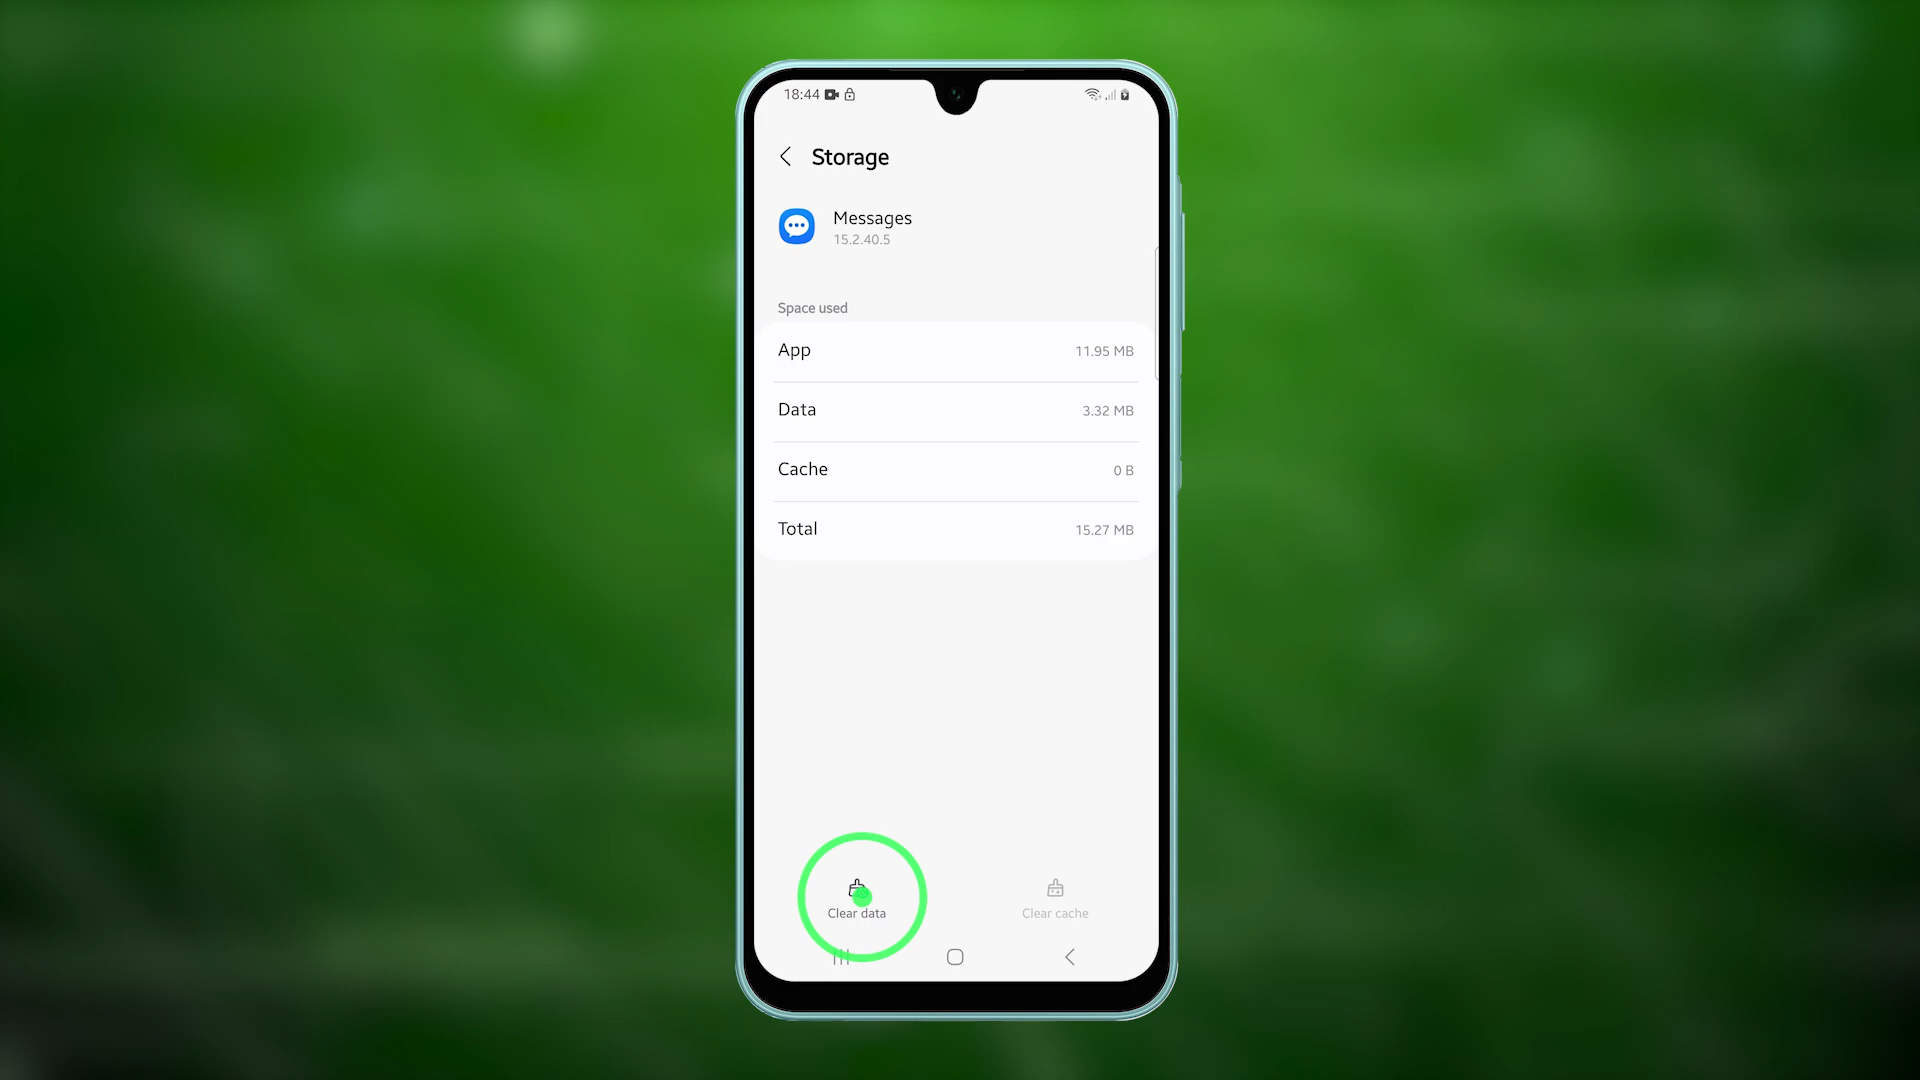 18:44
Storage
Messages
15.2.40.5
Space used
App 11.95 MB
Data 3.32 MB
Cache 0 B
Total 15.27 MB
Clear data Clear cache